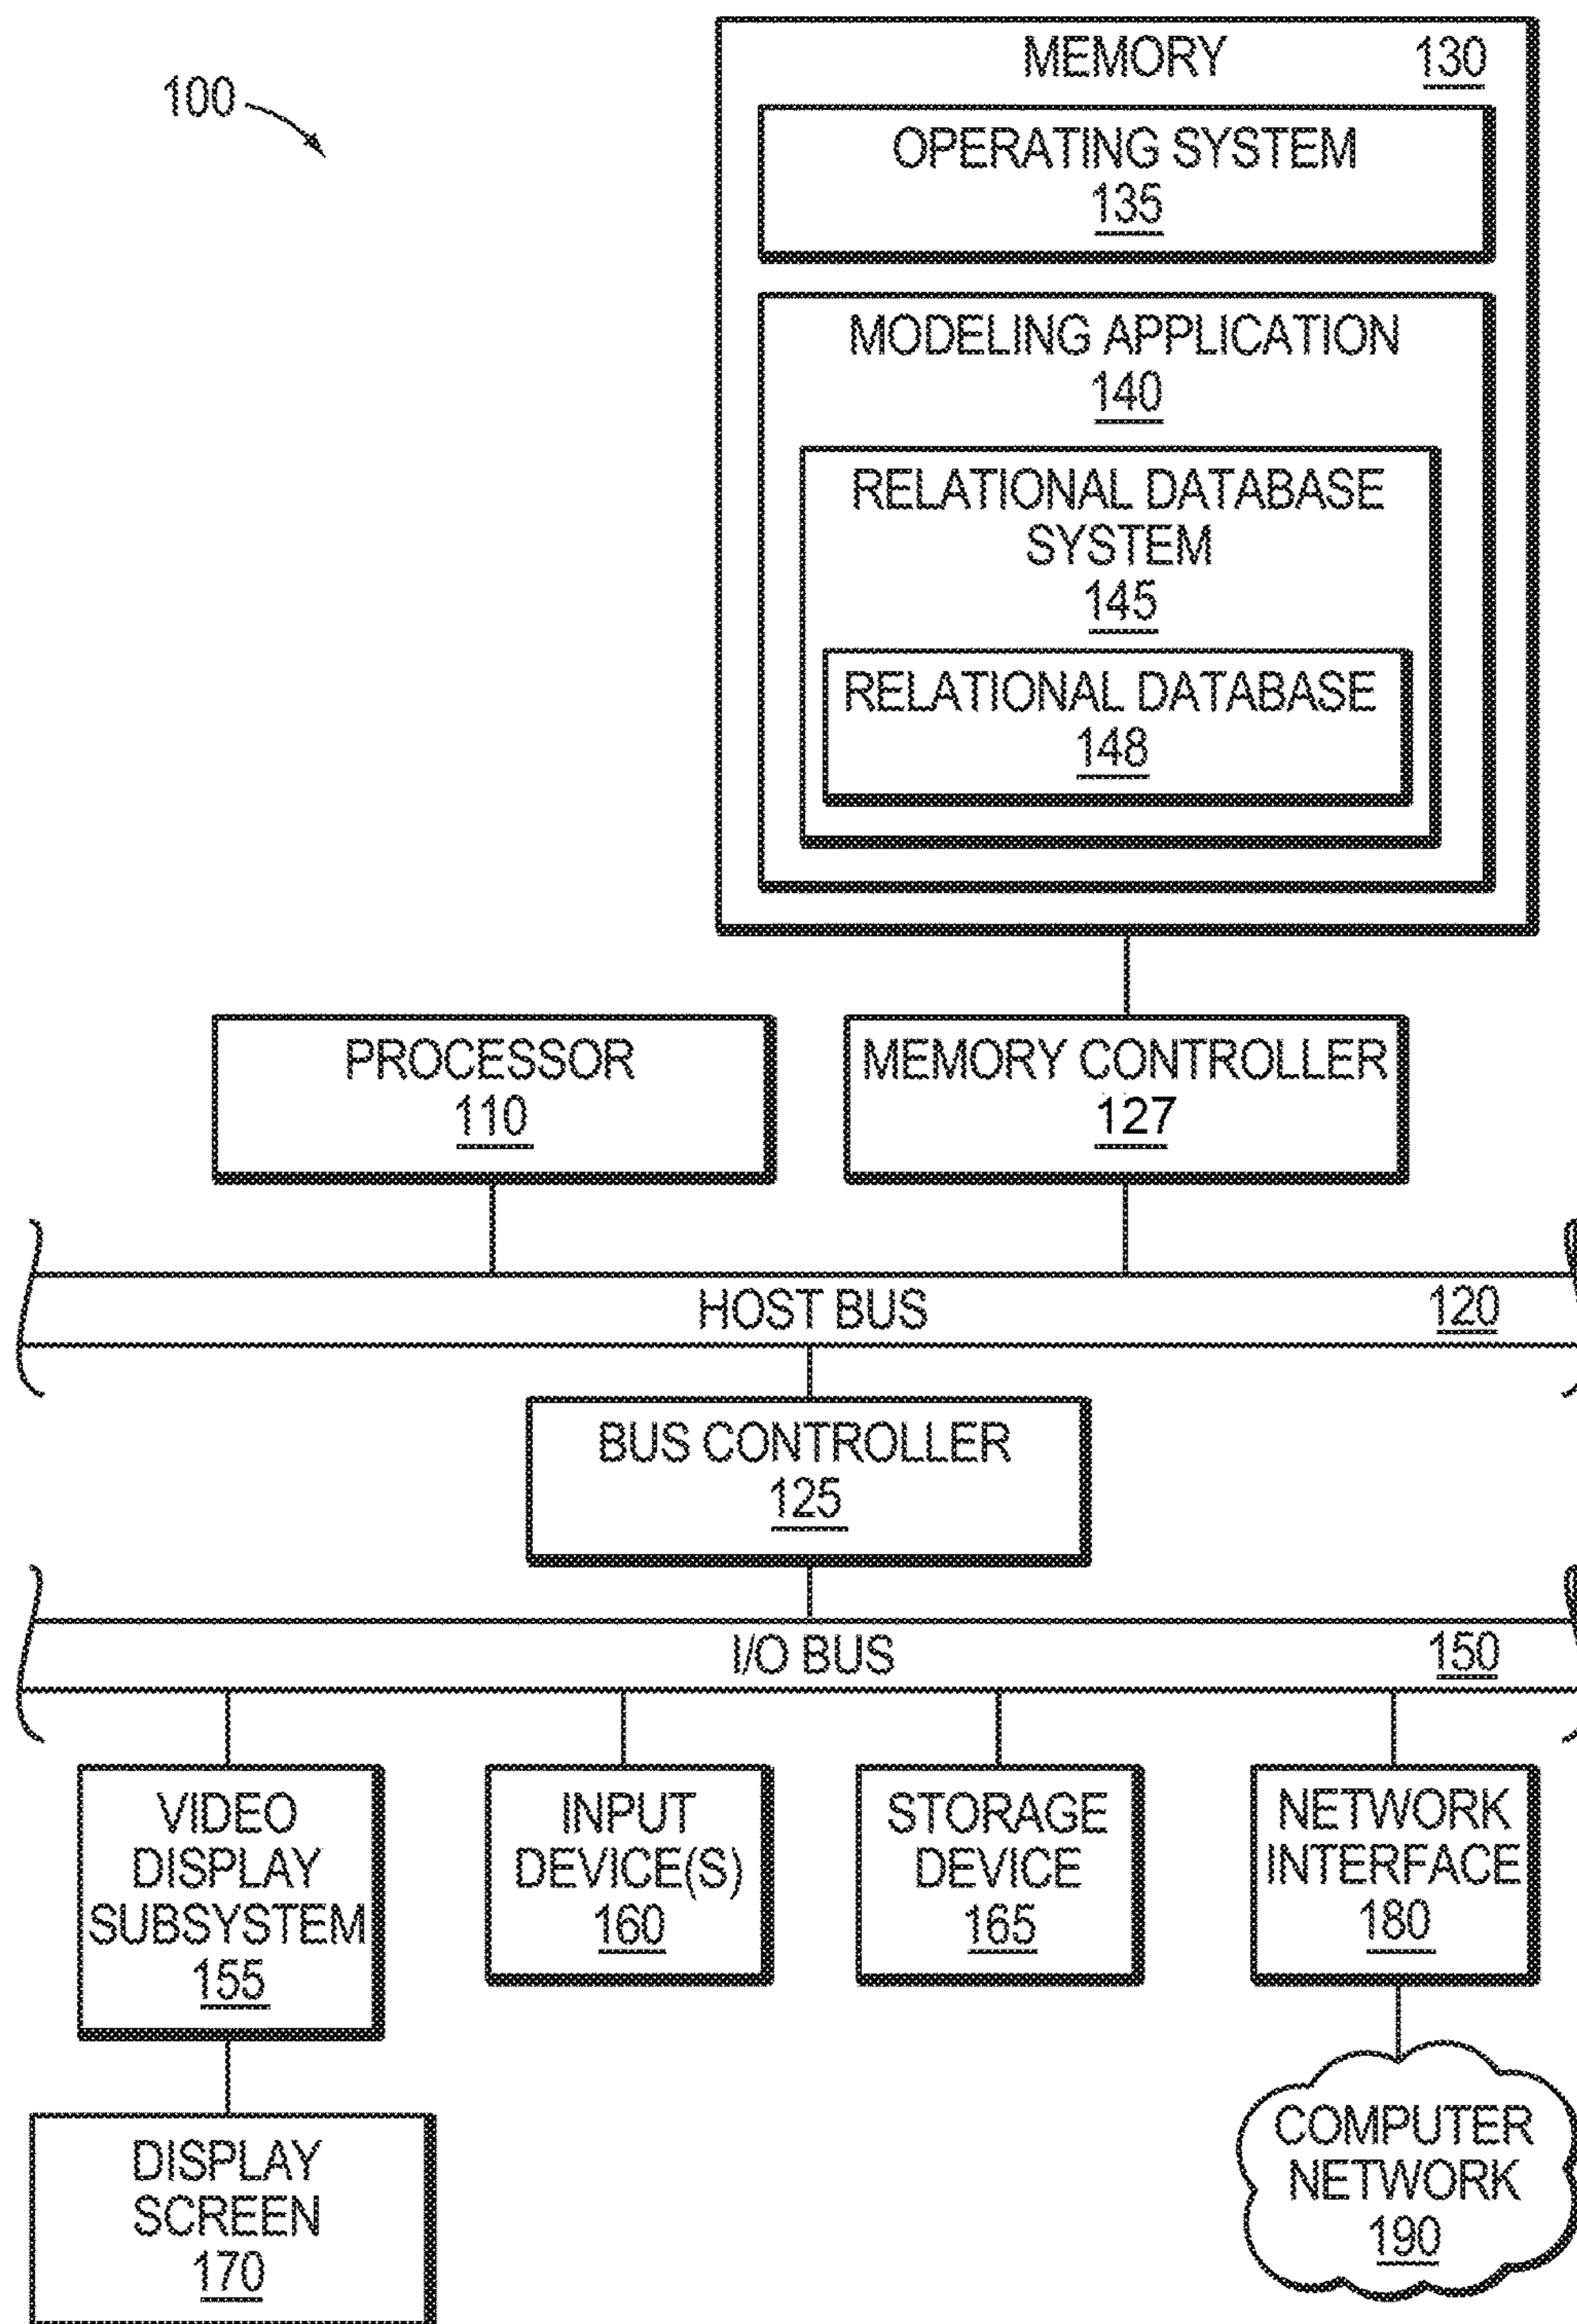 100
MEMORY 130
OPERATING SYSTEM
135
MODELING APPLICATION
140
RELATIONAL DATABASE
SYSTEM
145
RELATIONAL DATABASE
148
PROCESSOR
110
MEMORY CONTROLLER
127
HOST BUS 120
BUS CONTROLLER
125
I/O BUS 150
VIDEO
DISPLAY
SUBSYSTEM
155
INPUT
DEVICE(S)
160
STORAGE
DEVICE
165
NETWORK
INTERFACE
180
DISPLAY
SCREEN
170
COMPUTER
NETWORK
190